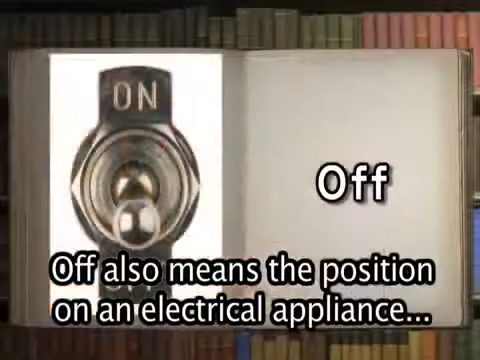 ON
Off
Off also means the position
on an electrical appliance...